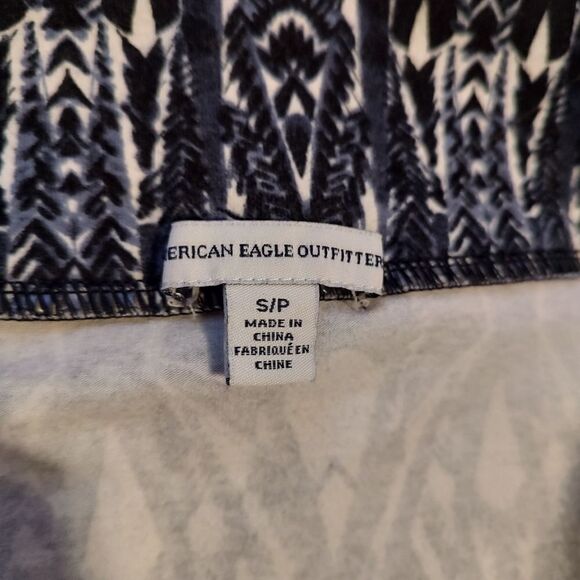 ERICAN EAGLE OUTFITTER
S/P
MADE IN
CHINA
FABRIQUÉ EN
CHINE